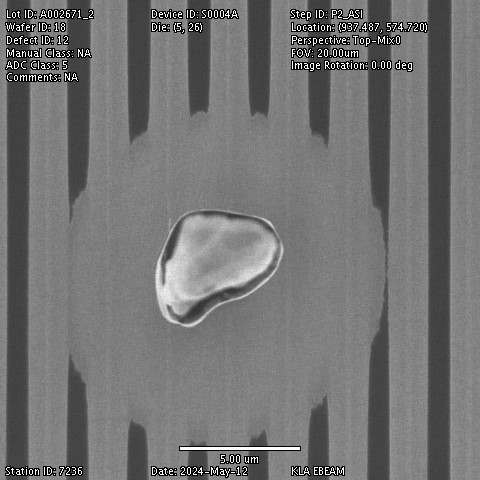 Lot ID: A002671_2
Wafer ID: 18
Defect ID: 12
Manual Class: NA
ADC Class: 5
Comments: NA
Device ID: S0004A
Die: (5, 26)
Step ID: P2_ASI
Location: (937.487, 574.720)
Perspective: Top-Mix0
FOV: 20.00um
Image Rotation: 0.00 deg
5.00 um
Station ID: 7236
Date: 2024-May-12
KLA EBEAM